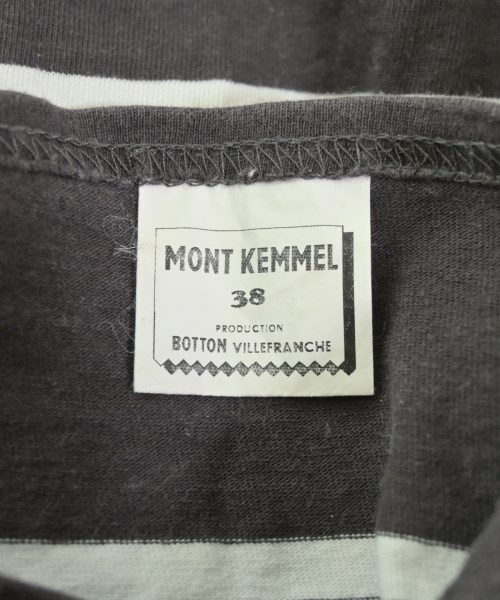 MONT KEMMEL
38
PRODUCTION
BOTTON VILLEFRANCHE